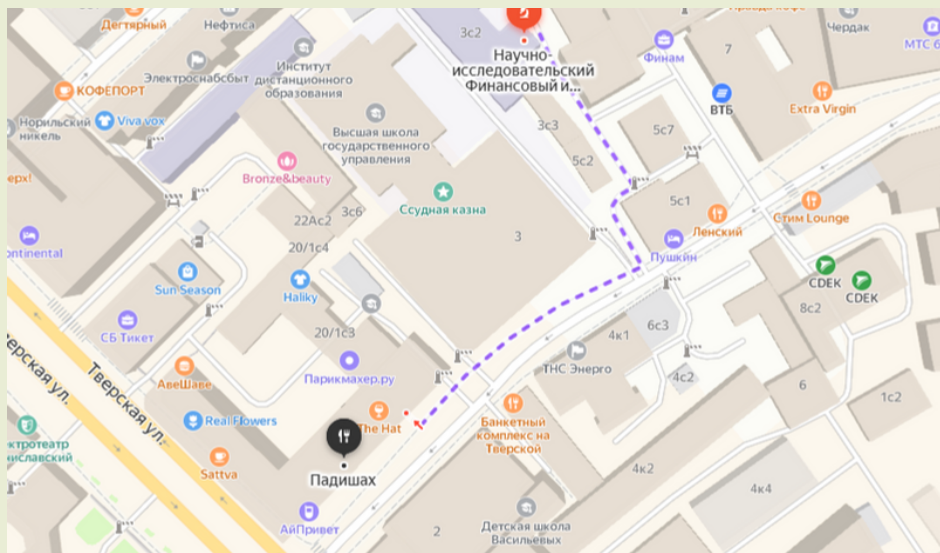 Дегтярный
Нефтиса
3с2
Научно-
исследовательский
Финансовый и...
Финам
7
Чердак
МТС
Электроснабсбыт
Институт
дистанционного
образования
КОФЕПОРТ
ВТБ
Extra Virgin
Норильский
никель
Viva vox
Высшая школа
государственного
управления
3с3
5с7
5с2
Bronze&beauty
22Ас2
3с6
Ссудная казна
5с1
Ленский
Стим Lounge
3
Пушкин
20/1с4
CDEK
CDEK
Sun Season
Haliky
8с2
СБ Тикет
20/1с3
4к1
6с3
Тверская ул.
Парикмахер.ру
ТНС Энерго
4с2
6
АвеШаве
1с2
Real Flowers
The Hat
Банкетный
комплекс на
Тверской
Sattva
Падишах
4к2
4к4
АйПривет
2
Детская школа
Васильевых